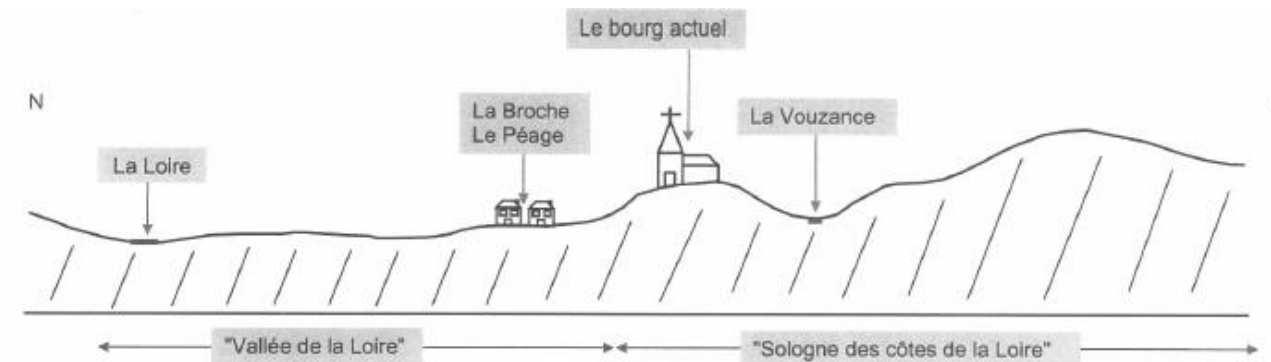 Le bourg actuel
N
La Broche
Le Péage
La Vouzance
La Loire
"Vallée de la Loire"
"Sologne des côtes de la Loire"